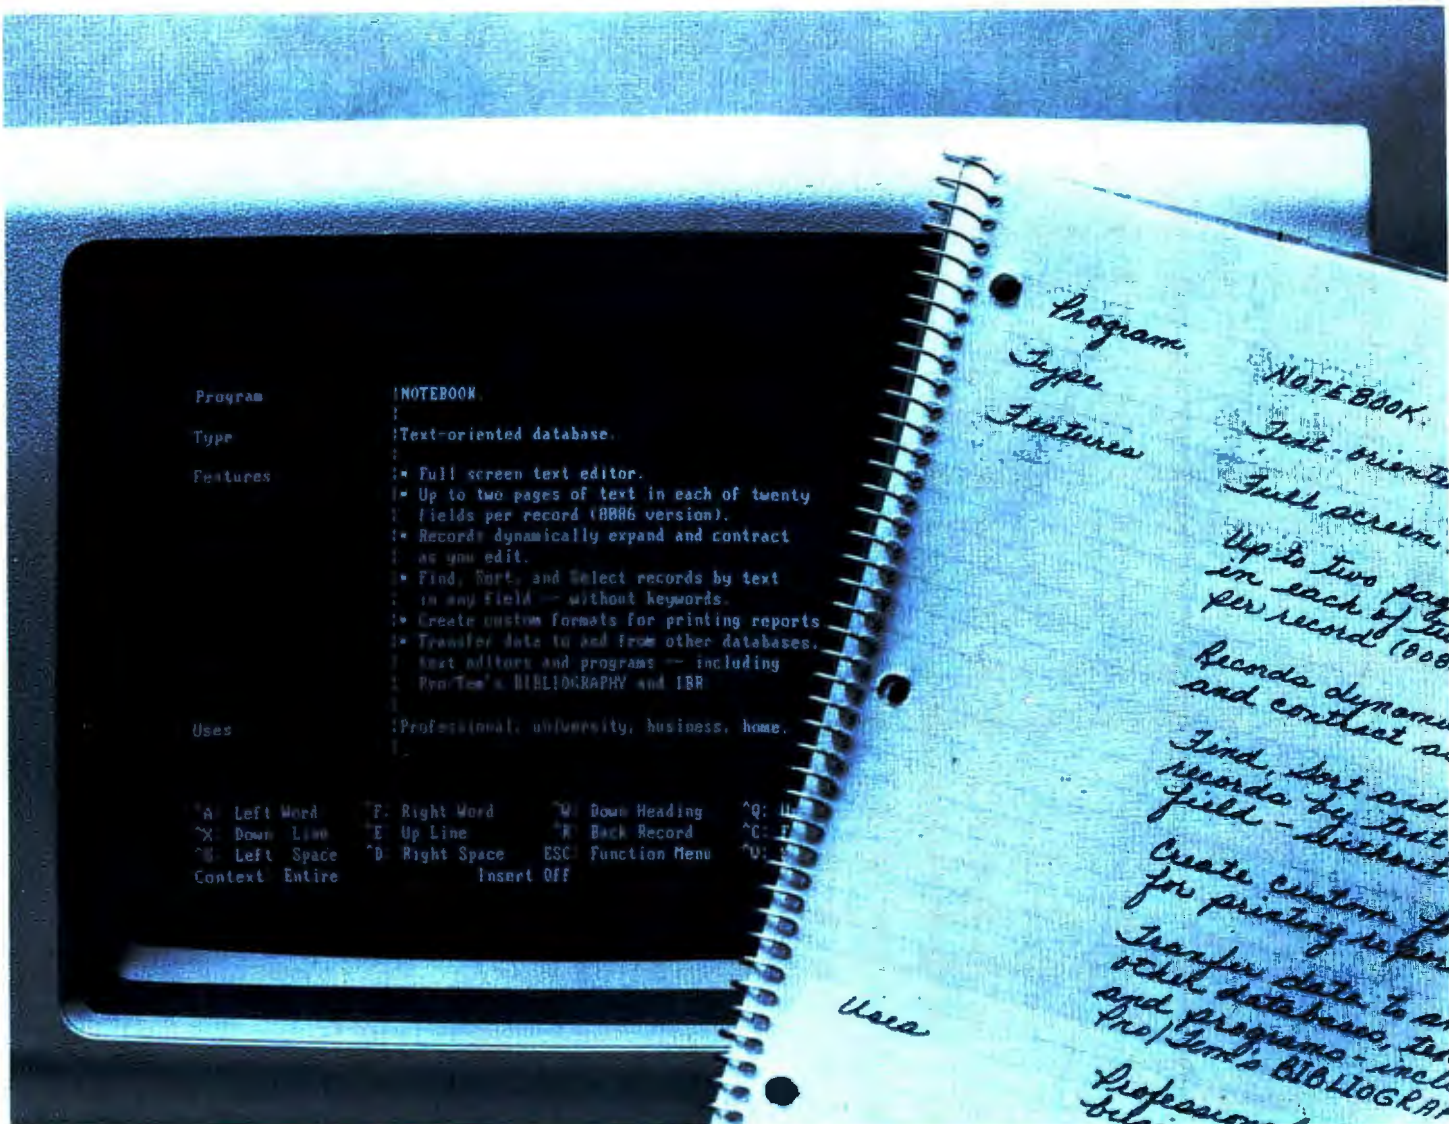 Program NOTEBOOK.
Type Text-oriented database.
Features • Full screen text editor.
• Up to two pages of text in each of twenty
fields per record (8086 version).
• Records dynamically expand and contract
as you edit.
• Find, Sort, and Select records by text
in any field -- without keywords.
• Create custom formats for printing reports
• Transfer data to and from other databases,
text editors and programs -- including
Pro/Tem's BIBLIOGRAPHY and IBR
Uses Professional, university, business, home.
^A: Left Word ^F: Right Word ^W: Down Heading ^Q:
^X: Down Line ^E Up Line ^R: Back Record ^C:
Left Space ^D Right Space ESC: Function Menu
Context Entire Insert Off
Program NOTEBOOK.
Type Text-oriente
Features Full screen
Up to two pag
in each of
per record (808
Records dynami
and contract
Find, Sort and
records by text
field - without
Create custom
for printing repor
Transfer data to a
other databases,
and programs - incl
Pro/Tem's BIBLIOGRA
Uses Profession